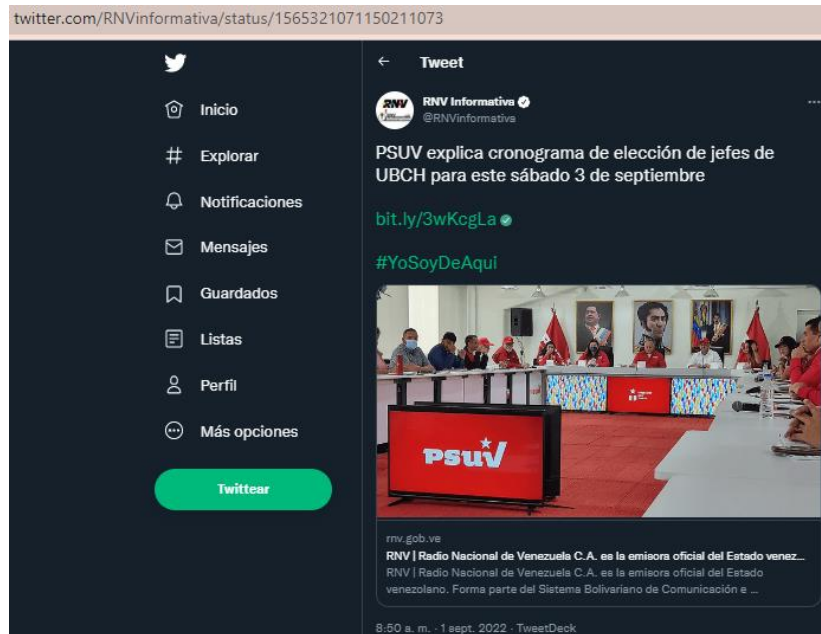 twitter.com/RNVinformativa/status/1565321071150211073
Inicio
Explorar
Notificaciones
Mensajes
Guardados
Listas
Perfil
Más opciones
Twittear
Tweet
RNV
RNV Informativa
@RNVinformativa
PSUV explica cronograma de elección de jefes de
UBCH para este sábado 3 de septiembre
bit.ly/3wKcgLa
#YoSoyDeAqui
PSUV
rnv.gob.ve
RNV | Radio Nacional de Venezuela C.A. es la emisora oficial del Estado venez...
RNV | Radio Nacional de Venezuela C.A. es la emisora oficial del Estado
venezolano. Forma parte del Sistema Bolivariano de Comunicación e ...
8:50 a. m. · 1 sept. 2022 · TweetDeck